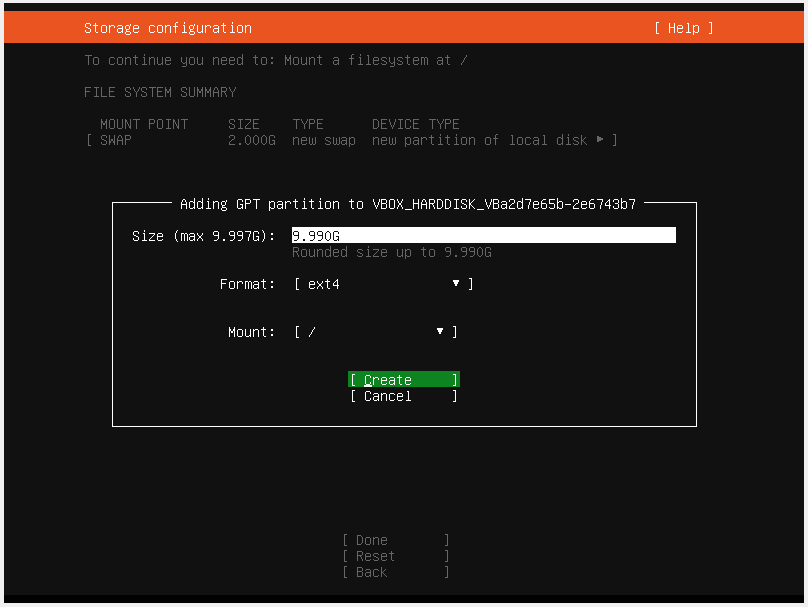 Storage configuration [ Help ]
To continue you need to: Mount a filesystem at /
FILE SYSTEM SUMMARY
MOUNT POINT SIZE TYPE DEVICE TYPE
[ SWAP 2.000G new swap new partition of local disk ▸ ]
Adding GPT partition to VBOX_HARDDISK_VBa2d7e65b-2e6743b7
Size (max 9.997G): 9.990G
Rounded size up to 9.990G
Format: [ ext4 ▾ ]
Mount: [ / ▾ ]
[ Create ]
[ Cancel ]
[ Done ]
[ Reset ]
[ Back ]